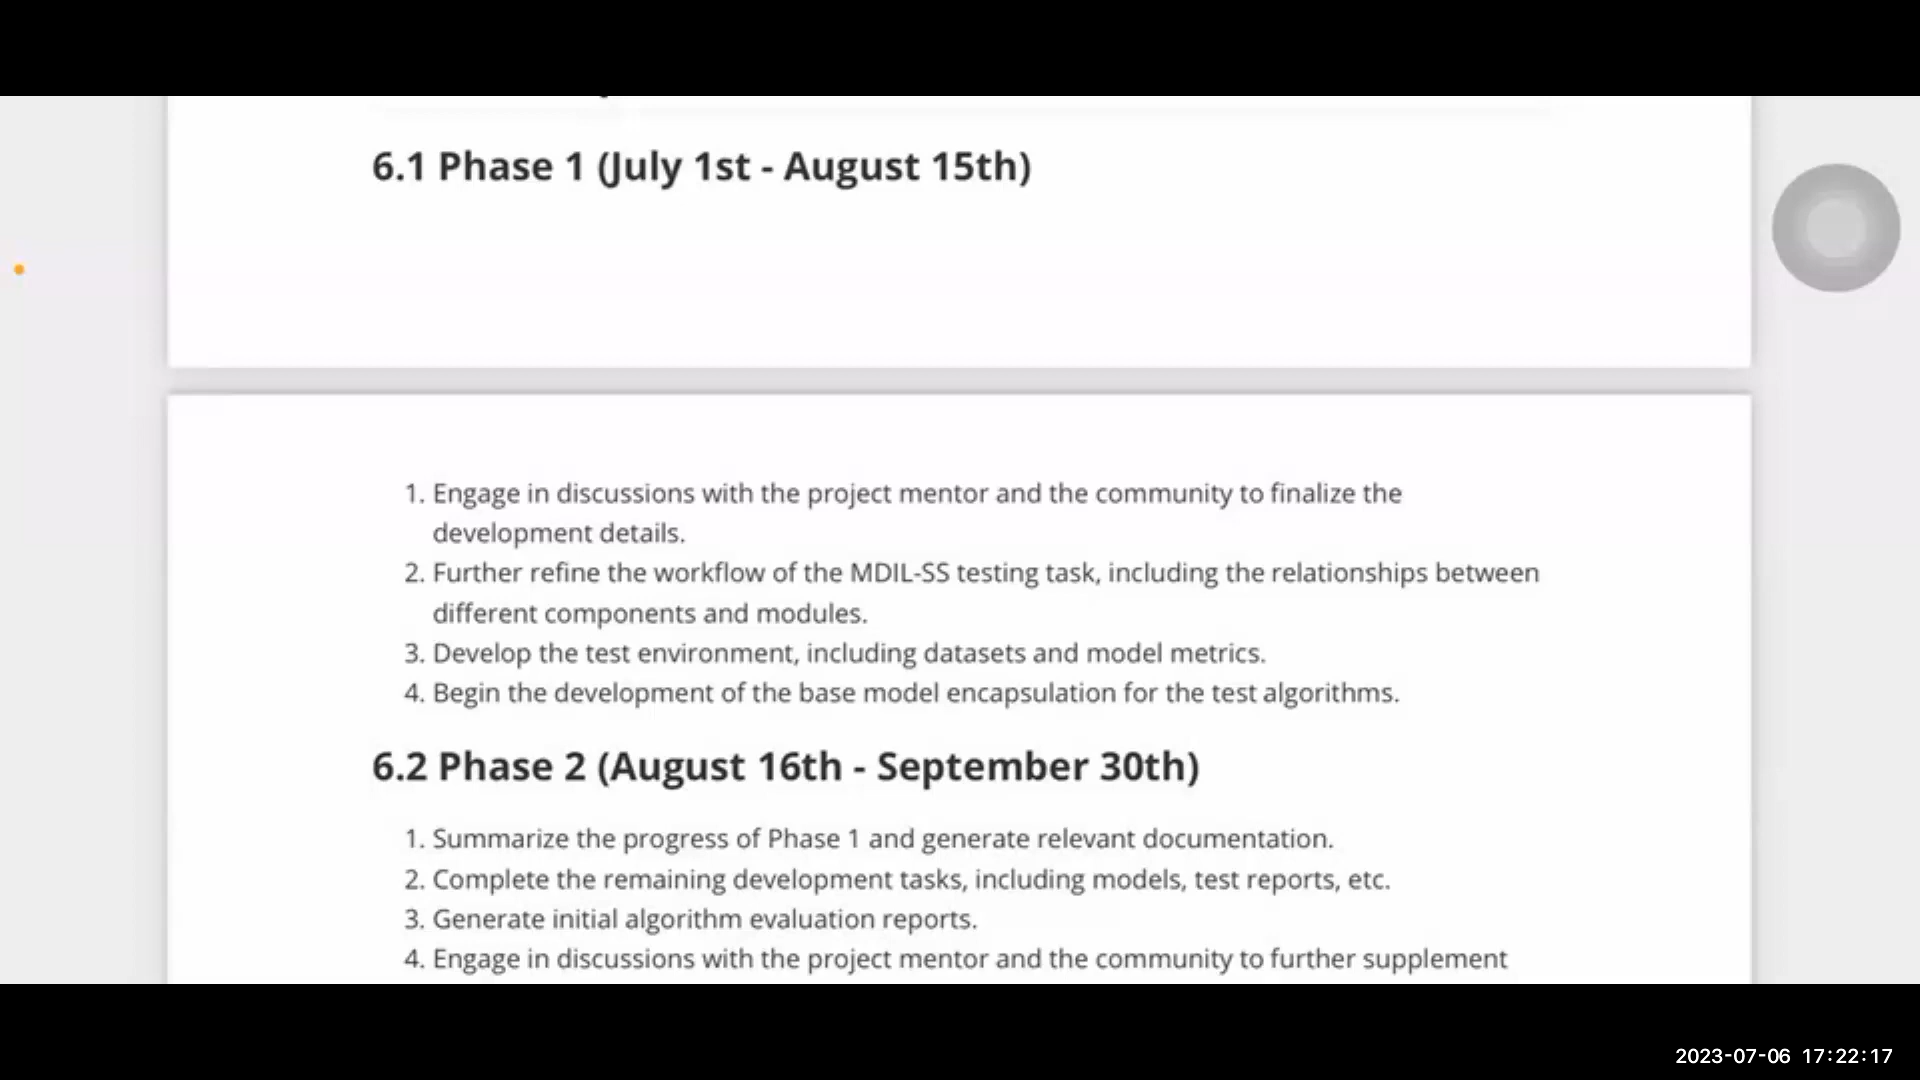 6.1 Phase 1 (July 1st - August 15th)
1. Engage in discussions with the project mentor and the community to finalize the
development details.
2. Further refine the workflow of the MDIL-SS testing task, including the relationships between
different components and modules.
3. Develop the test environment, including datasets and model metrics.
4. Begin the development of the base model encapsulation for the test algorithms.
6.2 Phase 2 (August 16th - September 30th)
1. Summarize the progress of Phase 1 and generate relevant documentation.
2. Complete the remaining development tasks, including models, test reports, etc.
3. Generate initial algorithm evaluation reports.
4. Engage in discussions with the project mentor and the community to further supplement
2023-07-06 17:22:17